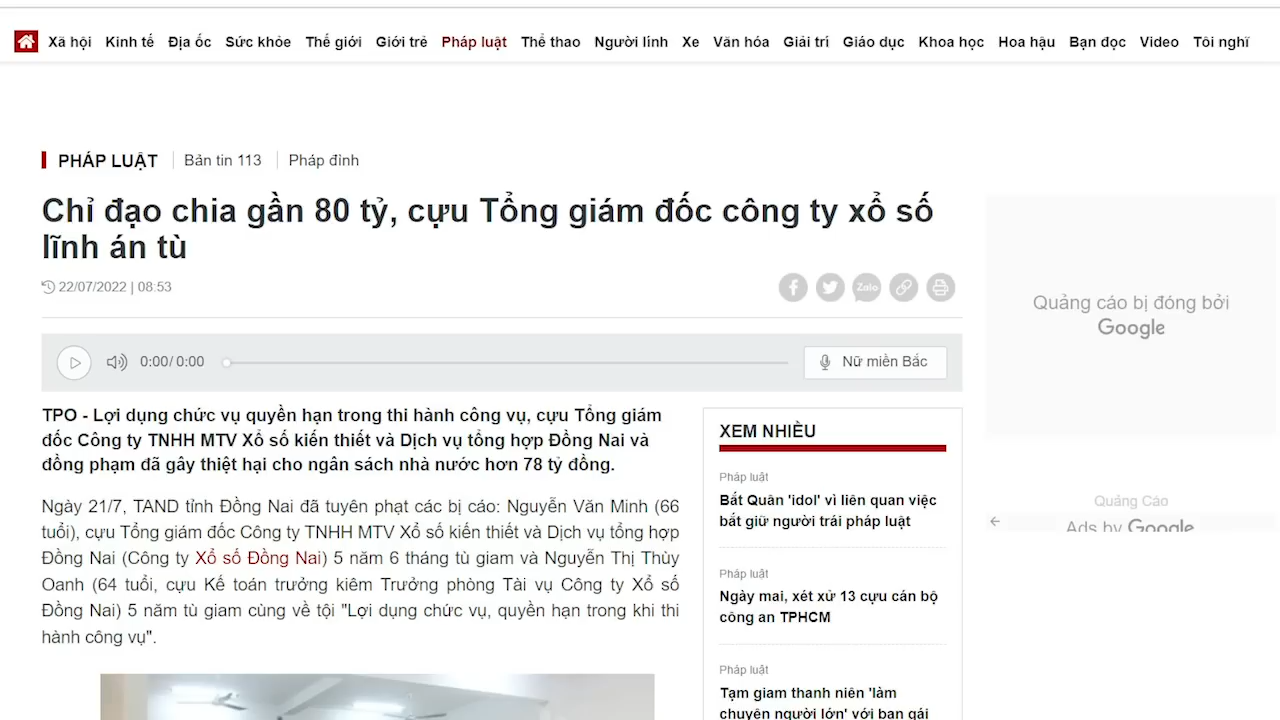 Xã hội Kinh tế Địa ốc Sức khỏe Thế giới Giới trẻ Pháp luật Thể thao Người lính Xe Văn hóa Giải trí Giáo dục Khoa học Hoa hậu Bạn đọc Video Tôi nghĩ
PHÁP LUẬT Bản tin 113 Pháp đình
Chỉ đạo chia gần 80 tỷ, cựu Tổng giám đốc công ty xổ số
lĩnh án tù
22/07/2022 | 08:53
Zalo
0:00/ 0:00
Nữ miền Bắc
TPO - Lợi dụng chức vụ quyền hạn trong thi hành công vụ, cựu Tổng giám
đốc Công ty TNHH MTV Xổ số kiến thiết và Dịch vụ tổng hợp Đồng Nai và
đồng phạm đã gây thiệt hại cho ngân sách nhà nước hơn 78 tỷ đồng.
Ngày 21/7, TAND tỉnh Đồng Nai đã tuyên phạt các bị cáo: Nguyễn Văn Minh (66
tuổi), cựu Tổng giám đốc Công ty TNHH MTV Xổ số kiến thiết và Dịch vụ tổng hợp
Đồng Nai (Công ty Xổ số Đồng Nai) 5 năm 6 tháng tù giam và Nguyễn Thị Thùy
Oanh (64 tuổi, cựu Kế toán trưởng kiêm Trưởng phòng Tài vụ Công ty Xổ số
Đồng Nai) 5 năm tù giam cùng về tội "Lợi dụng chức vụ, quyền hạn trong khi thi
hành công vụ".
XEM NHIỀU
Pháp luật
Bắt Quân 'idol' vì liên quan việc
bắt giữ người trái pháp luật
Pháp luật
Ngày mai, xét xử 13 cựu cán bộ
công an TPHCM
Pháp luật
Tạm giam thanh niên 'làm
chuyện người lớn' với bạn gái
Quảng cáo bị đóng bởi
Google
Quảng Cáo
Ads by Google